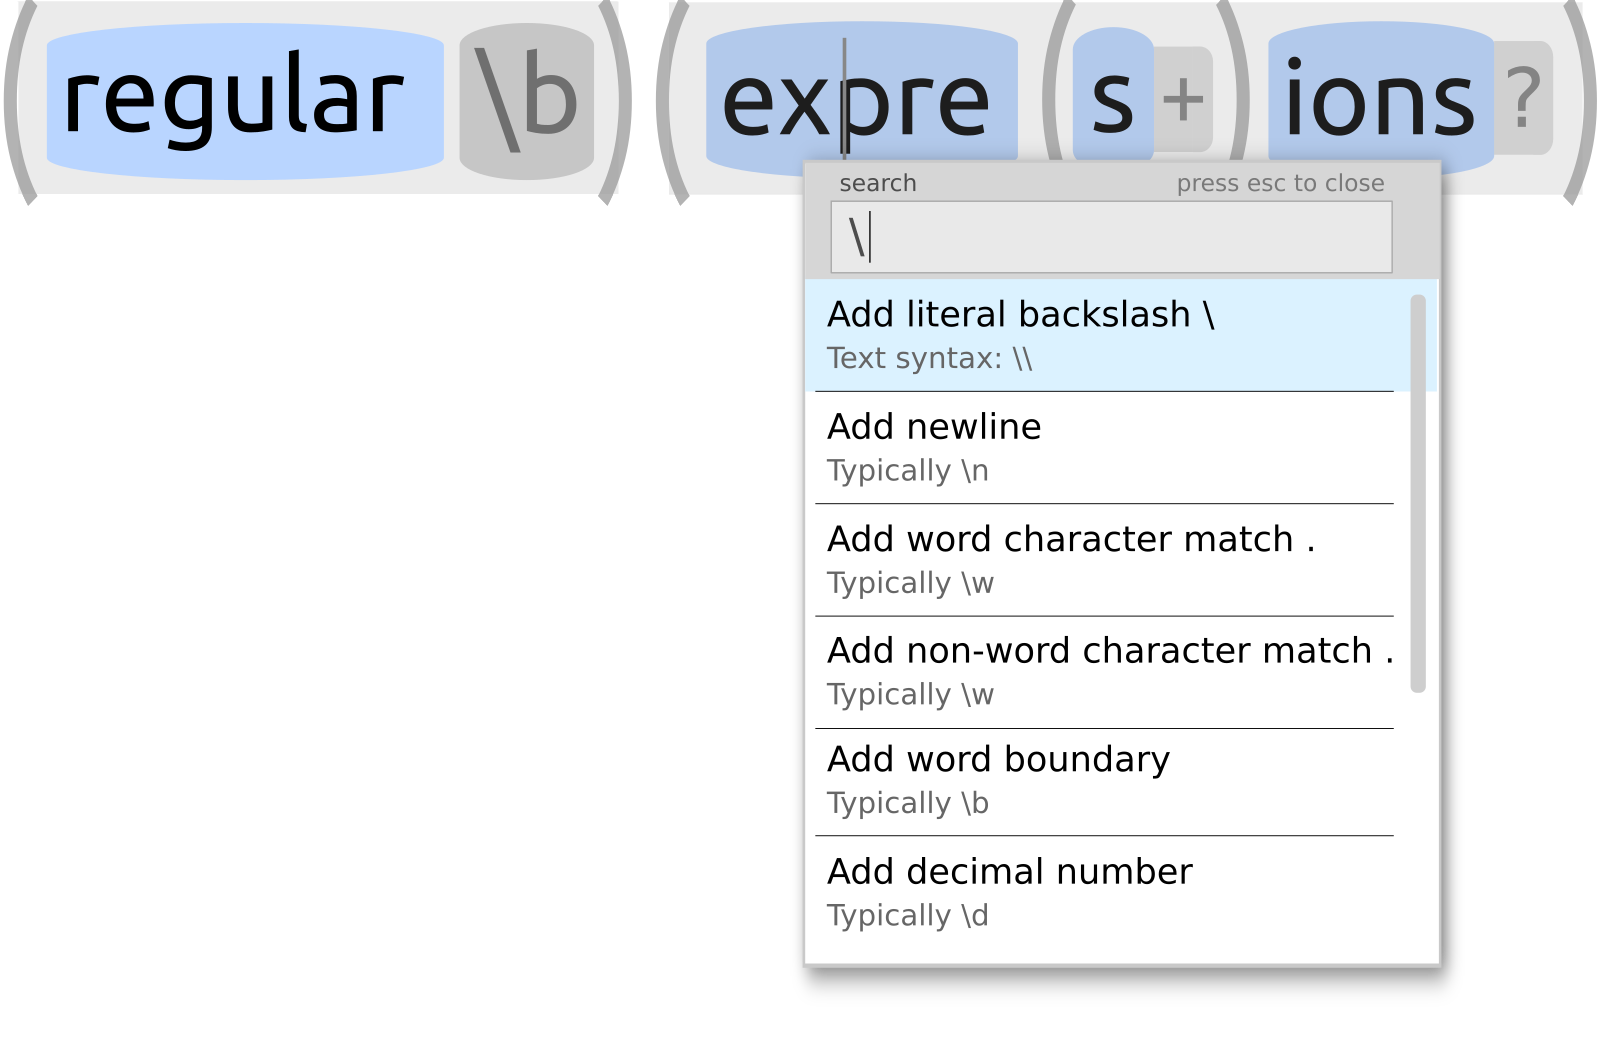 (regular \b) (expre (s+) ions?)
search press esc to close
\
Add literal backslash \
Text syntax: \\
Add newline
Typically \n
Add word character match .
Typically \w
Add non-word character match .
Typically \w
Add word boundary
Typically \b
Add decimal number
Typically \d